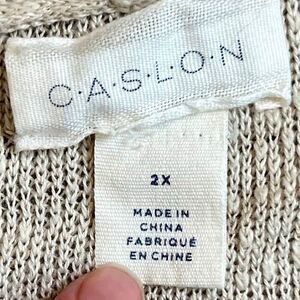 C·A·S·L·O·N
2X
MADE IN
CHINA
FABRIQUÉ
EN CHINE